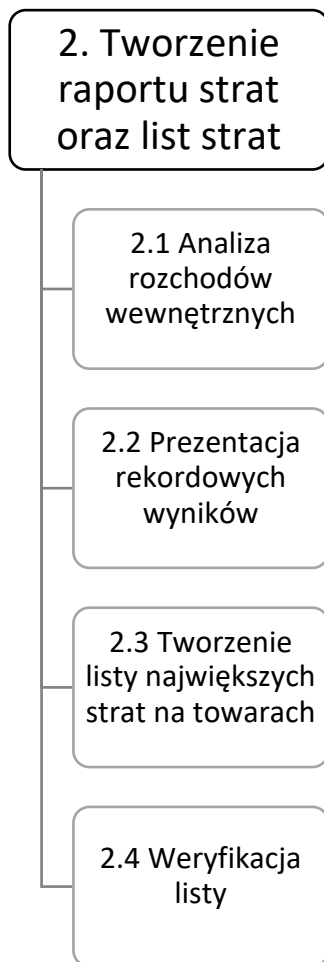 2. Tworzenie
raportu strat
oraz list strat
2.1 Analiza
rozchodów
wewnętrznych
2.2 Prezentacja
rekordowych
wyników
2.3 Tworzenie
listy największych
strat na towarach
2.4 Weryfikacja
listy